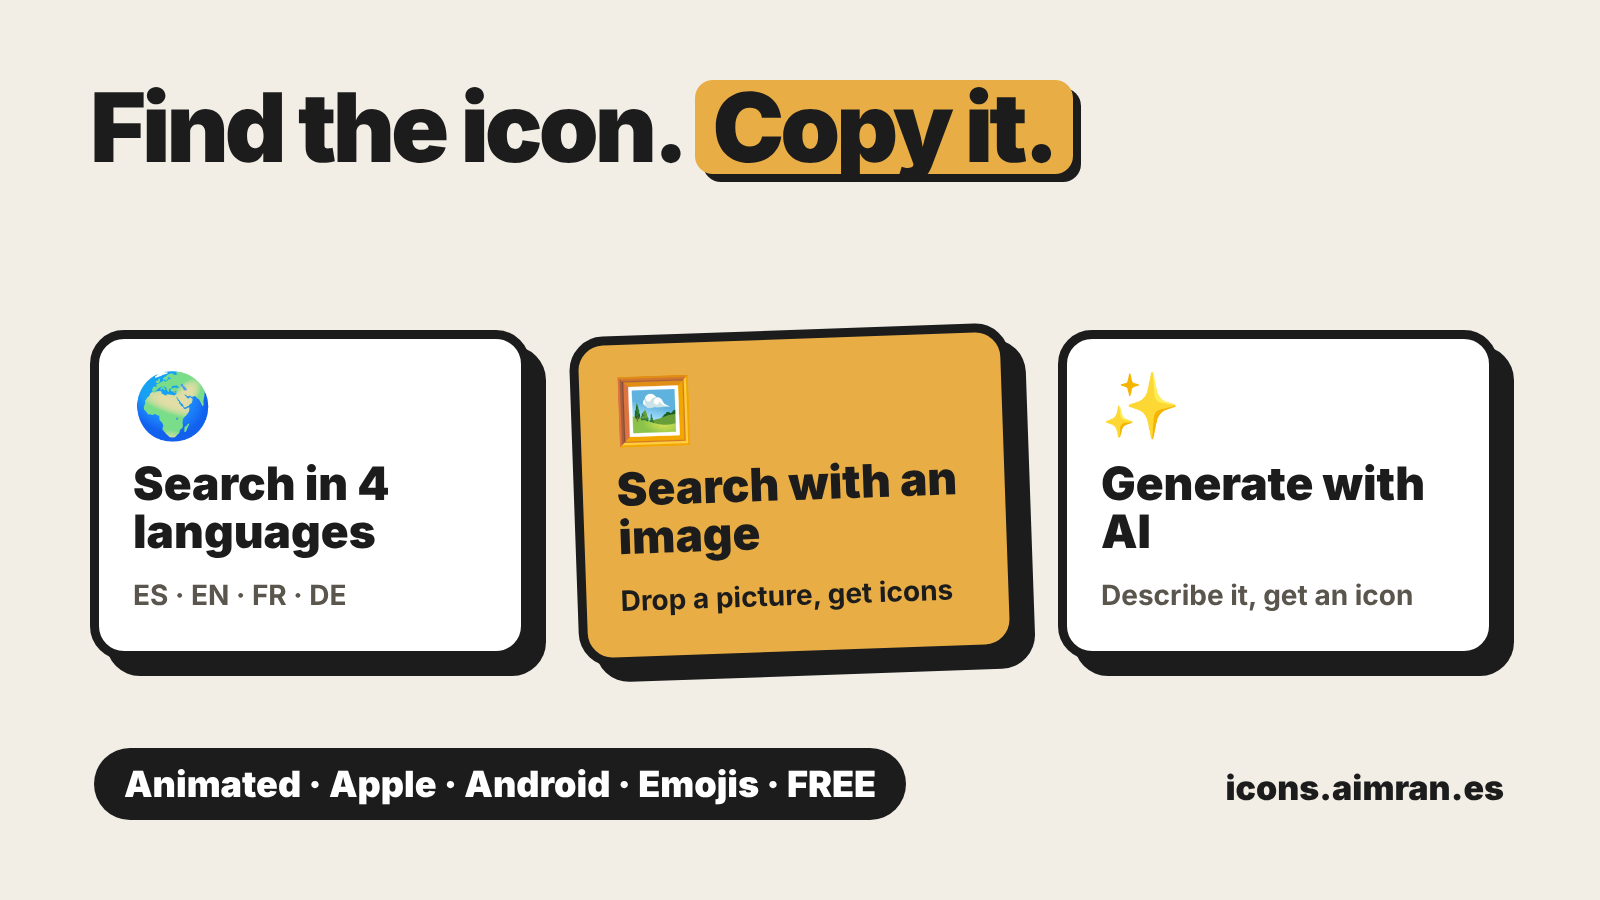 Find the icon. Copy it.
Search in 4
languages
ES · EN · FR · DE
Search with an
image
Drop a picture, get icons
Generate with
AI
Describe it, get an icon
Animated · Apple · Android · Emojis · FREE
icons.aimran.es